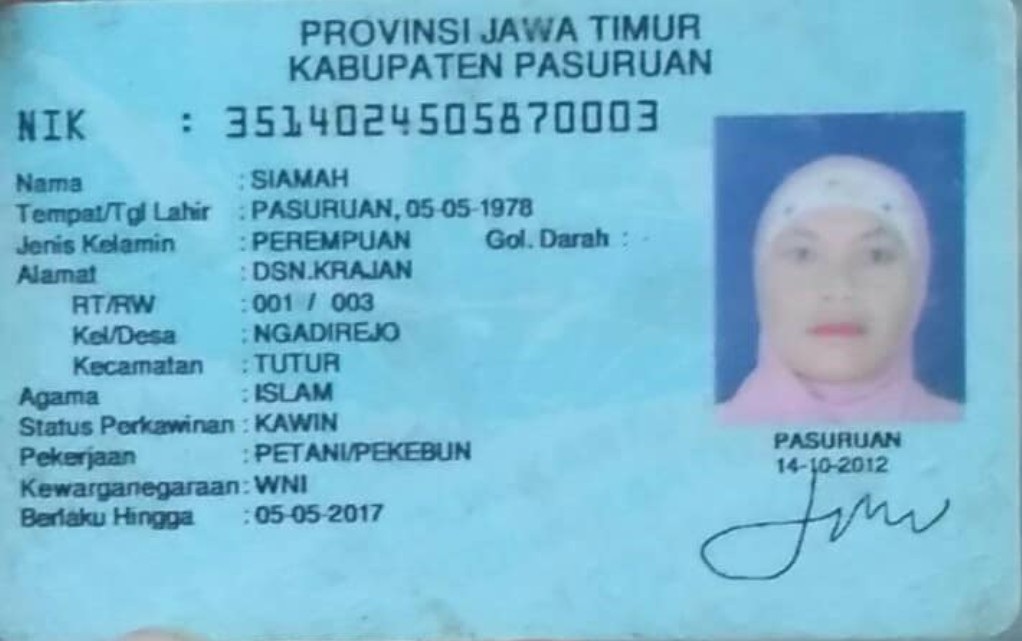 PROVINSI JAWA TIMUR
KABUPATEN PASURUAN
NIK : 3514024505870003
Nama : SIAMAH
Tempat/Tgl Lahir : PASURUAN, 05-05-1978
Jenis Kelamin : PEREMPUAN Gol. Darah : -
Alamat : DSN.KRAJAN
RT/RW : 001 / 003
Kel/Desa : NGADIREJO
Kecamatan : TUTUR
Agama : ISLAM
Status Perkawinan : KAWIN
Pekerjaan : PETANI/PEKEBUN
Kewarganegaraan : WNI
Berlaku Hingga : 05-05-2017
PASURUAN
14-10-2012